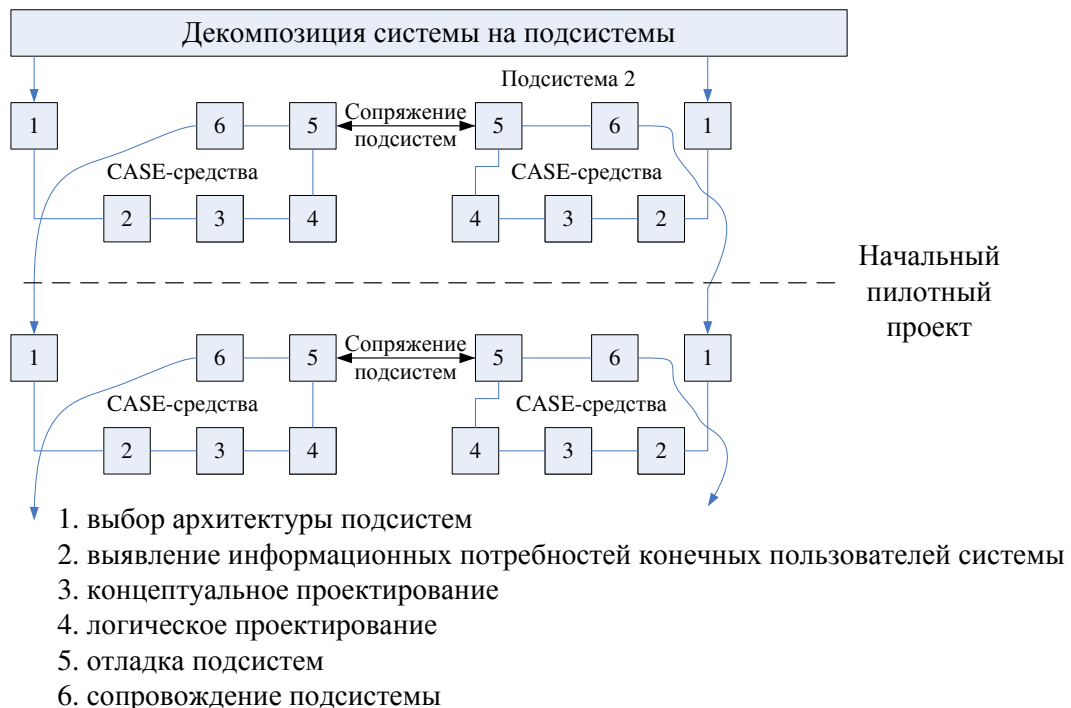 Декомпозиция системы на подсистемы
Подсистема 2
1
6
5
Сопряжение
подсистем
5
6
1
CASE-средства
CASE-средства
2
3
4
4
3
2
Начальный
пилотный
проект
1
6
5
Сопряжение
подсистем
5
6
1
CASE-средства
CASE-средства
2
3
4
4
3
2
1. выбор архитектуры подсистем
2. выявление информационных потребностей конечных пользователей системы
3. концептуальное проектирование
4. логическое проектирование
5. отладка подсистем
6. сопровождение подсистемы